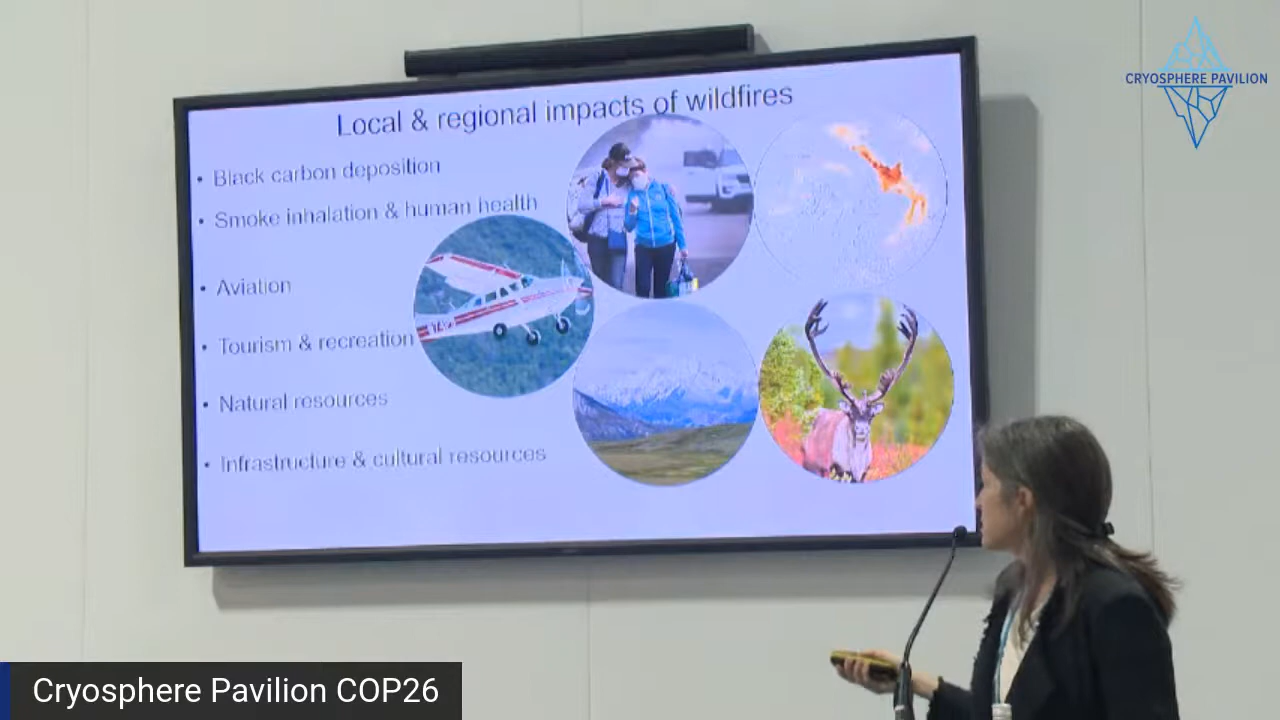 CRYOSPHERE PAVILION
Local & regional impacts of wildfires
• Black carbon deposition
• Smoke inhalation & human health
• Aviation
• Tourism & recreation
• Natural resources
• Infrastructure & cultural resources
Cryosphere Pavilion COP26